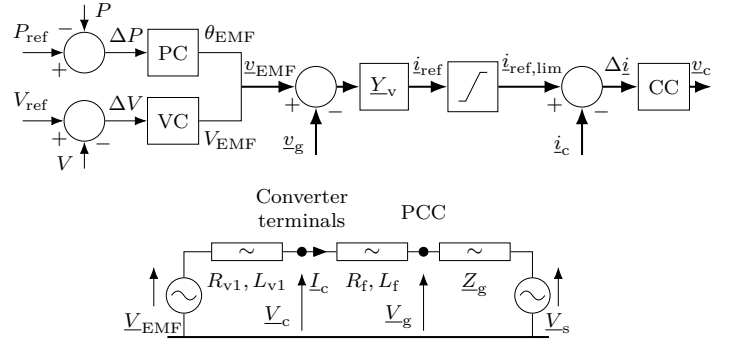 P
P_ref − ΔP PC θ_EMF
+
v_EMF i_ref i_ref,lim Δi v_c
Y_v CC
V_ref ΔV VC + − + −
+ − V_EMF
V v_g i_c
Converter
terminals PCC
~ ~ ~
R_v1, L_v1 I_c R_f, L_f Z_g
V_EMF V_c V_g V_s